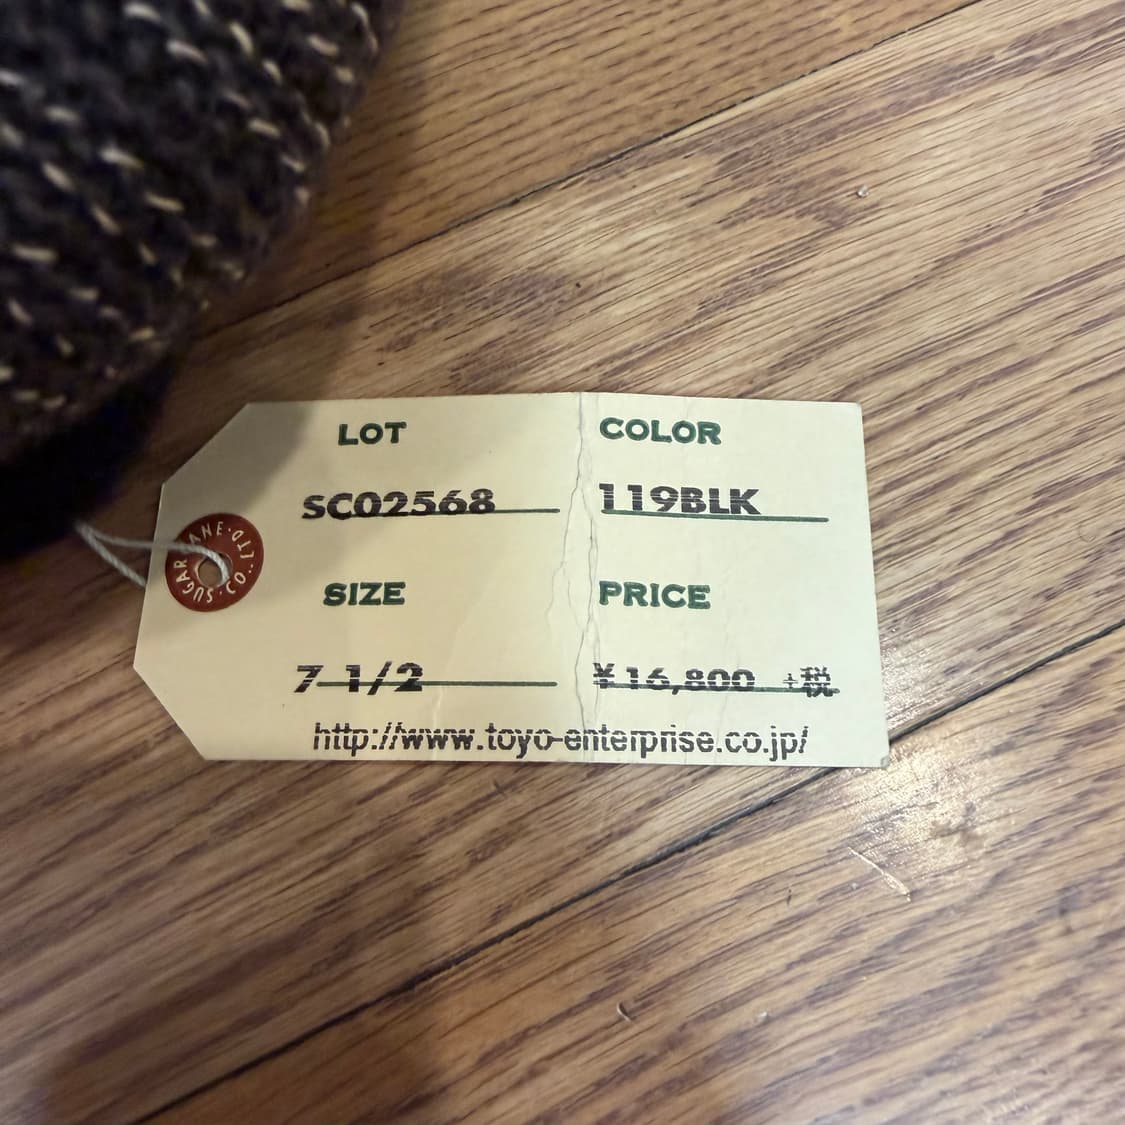 LOT
COLOR
SC02568
119BLK
SIZE
PRICE
7 1/2
¥16,800 +税
http://www.toyo-enterprise.co.jp/
SUGAR CANE·CO.,LTD·